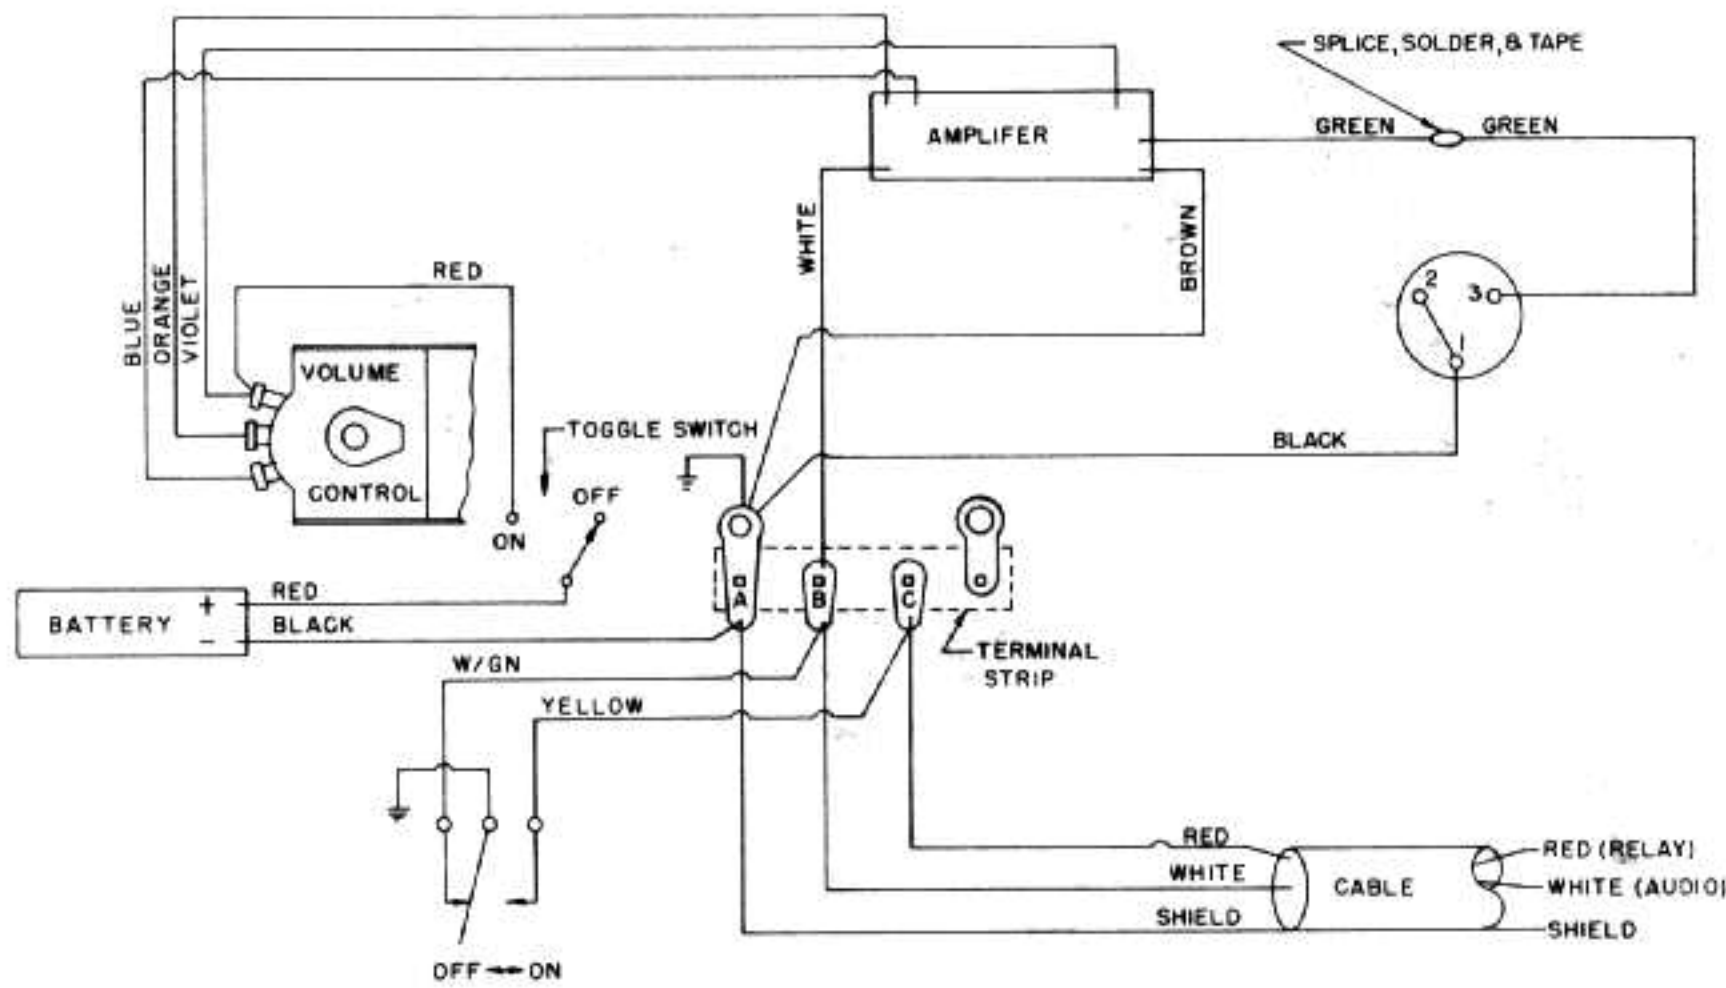 SPLICE, SOLDER, & TAPE
AMPLIFER
GREEN
GREEN
WHITE
BROWN
BLUE
ORANGE
VIOLET
RED
2
3
1
VOLUME
CONTROL
TOGGLE SWITCH
OFF
ON
BLACK
BATTERY
+
−
RED
BLACK
A
B
C
TERMINAL
STRIP
W/GN
YELLOW
RED
WHITE
SHIELD
CABLE
RED (RELAY)
WHITE (AUDIO)
SHIELD
OFF ON